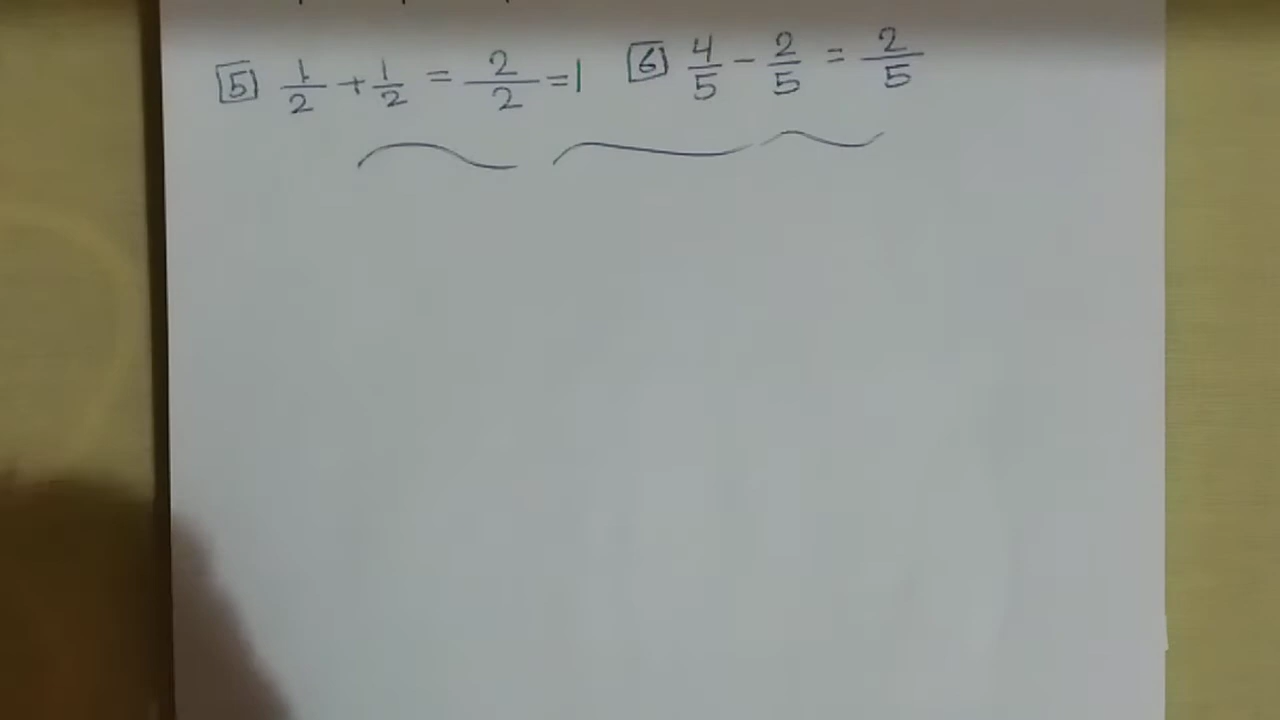 5 1/2 + 1/2 = 2/2 = 1 6 4/5 - 2/5 = 2/5